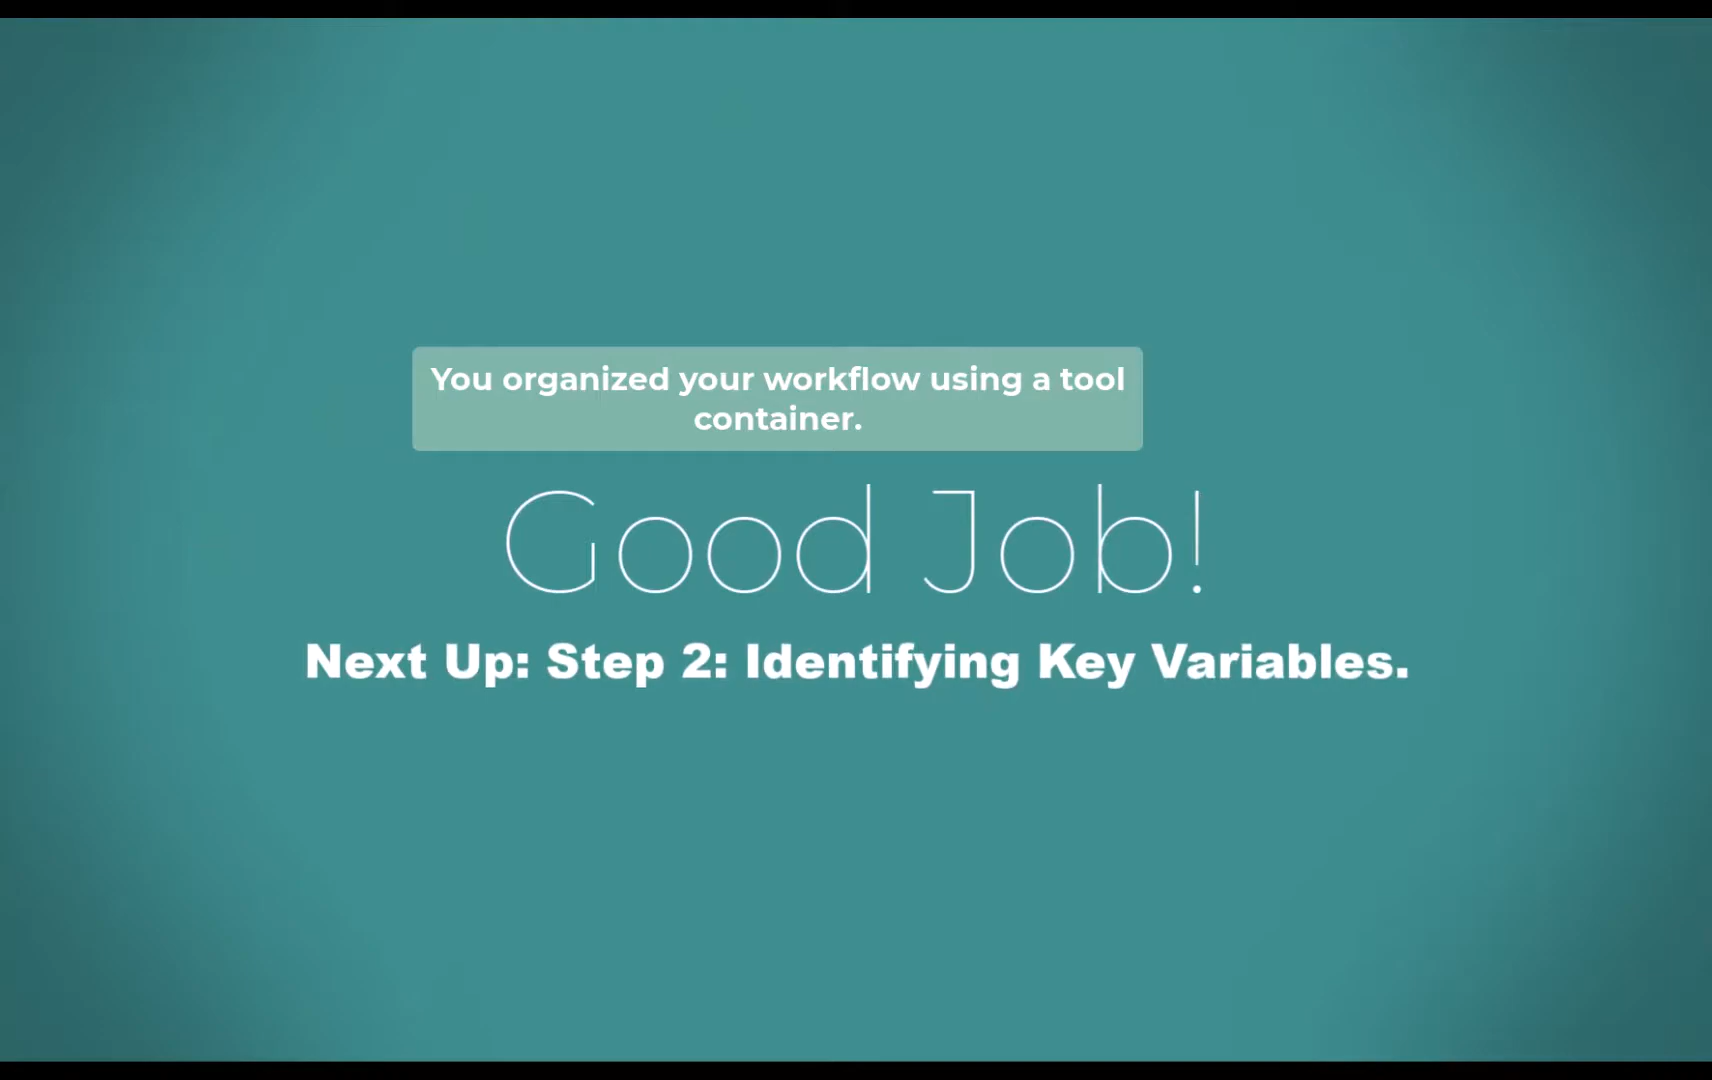 You organized your workflow using a tool
container.
Good Job!
Next Up: Step 2: Identifying Key Variables.